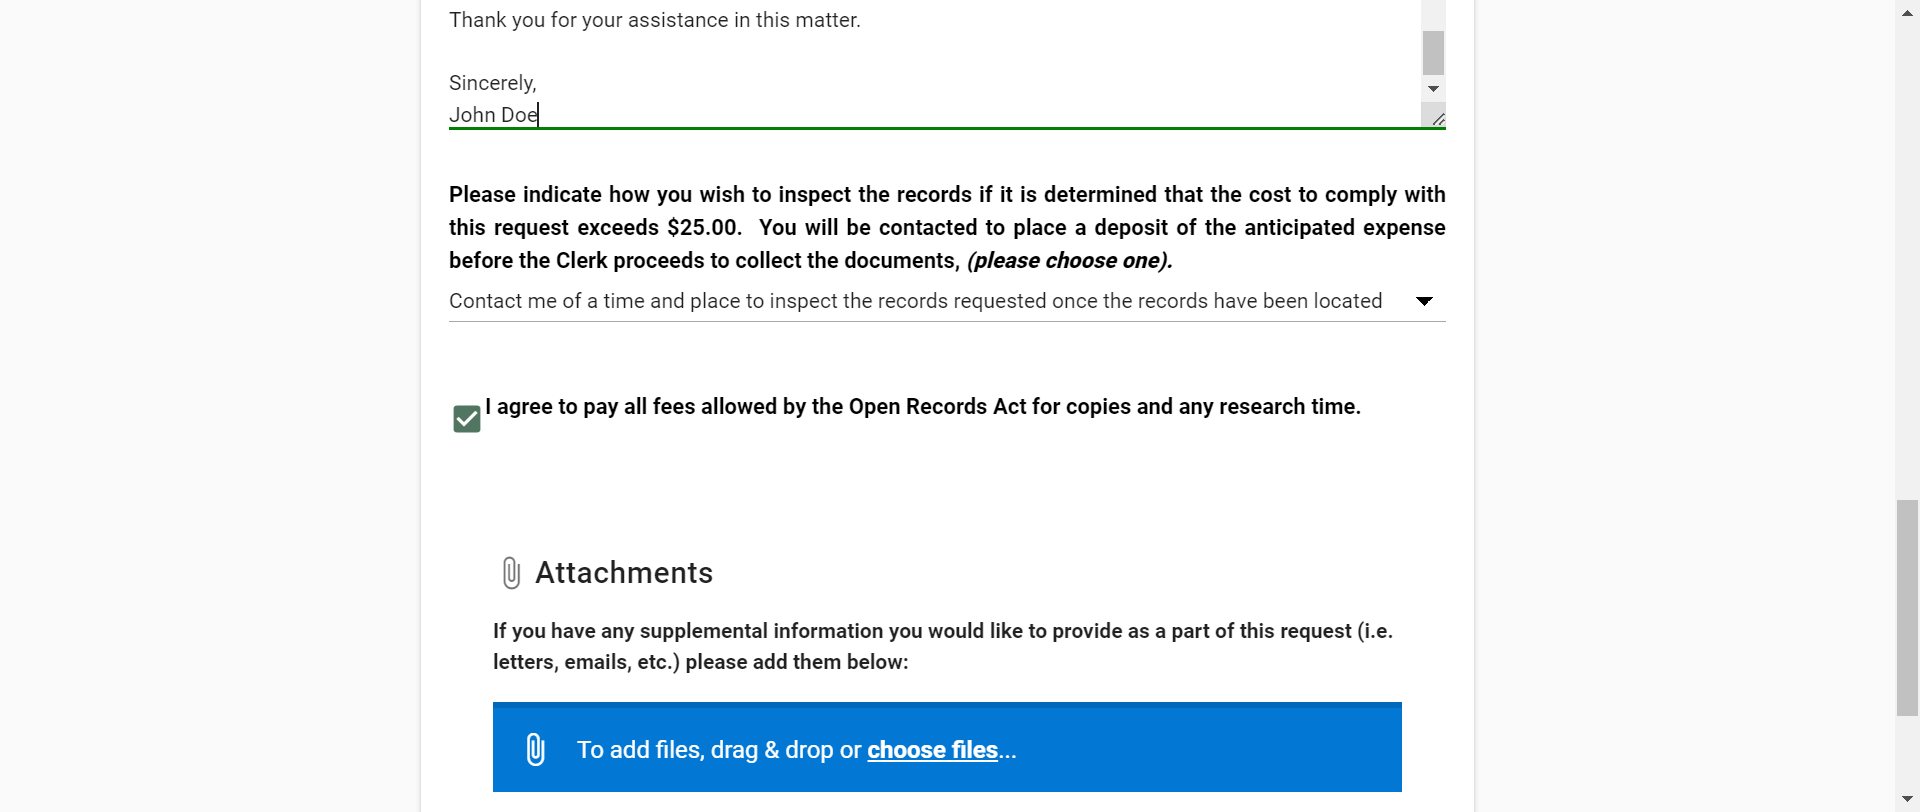 Thank you for your assistance in this matter.
Sincerely,
John Doe
Please indicate how you wish to inspect the records if it is determined that the cost to comply with
this request exceeds $25.00.  You will be contacted to place a deposit of the anticipated expense
before the Clerk proceeds to collect the documents, (please choose one).
Contact me of a time and place to inspect the records requested once the records have been located
I agree to pay all fees allowed by the Open Records Act for copies and any research time.
Attachments
If you have any supplemental information you would like to provide as a part of this request (i.e.
letters, emails, etc.) please add them below:
To add files, drag & drop or choose files...